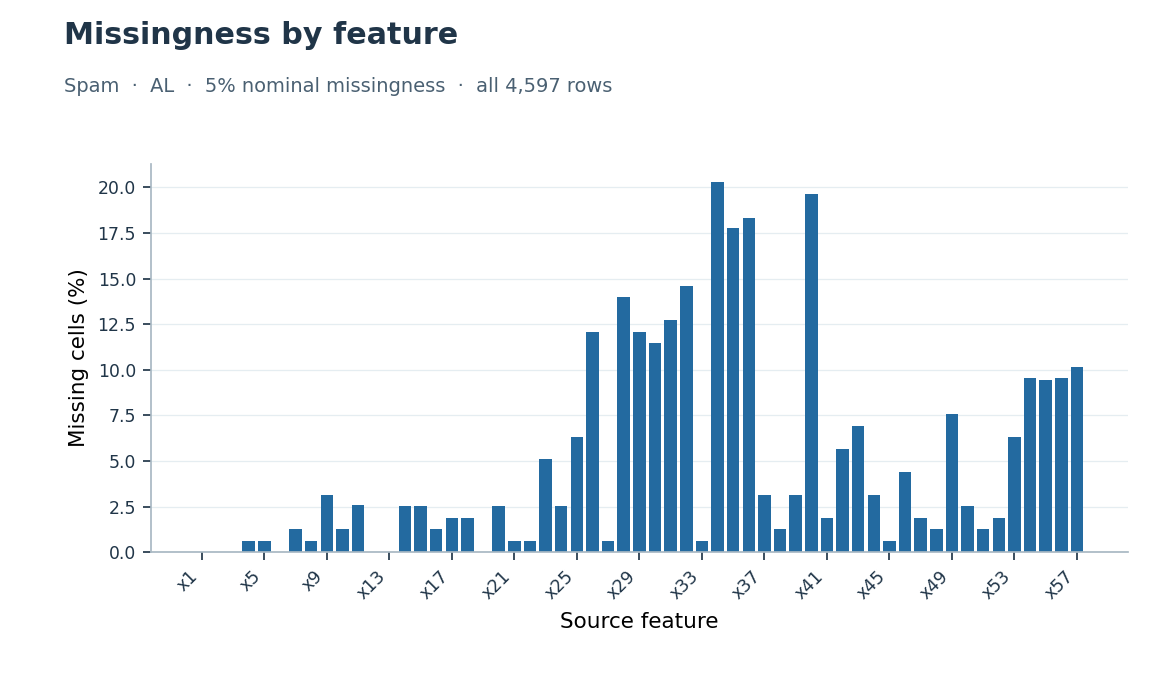 Missingness by feature
Spam · AL · 5% nominal missingness · all 4,597 rows
20.0
17.5
15.0
12.5
10.0
7.5
5.0
2.5
0.0
Missing cells (%)
x1 x5 x9 x13 x17 x21 x25 x29 x33 x37 x41 x45 x49 x53 x57
Source feature